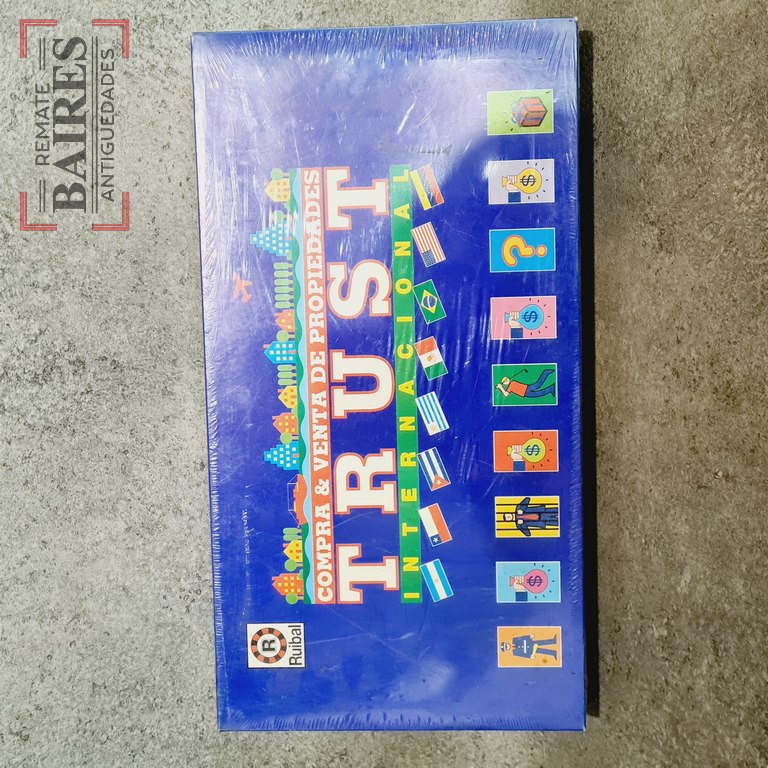 REMATE
BAIRES
ANTIGUEDADES
COMPRA & VENTA DE PROPIEDADES
TRUST
INTERNACIONAL
R
Ruibal
$
?
$
$
$